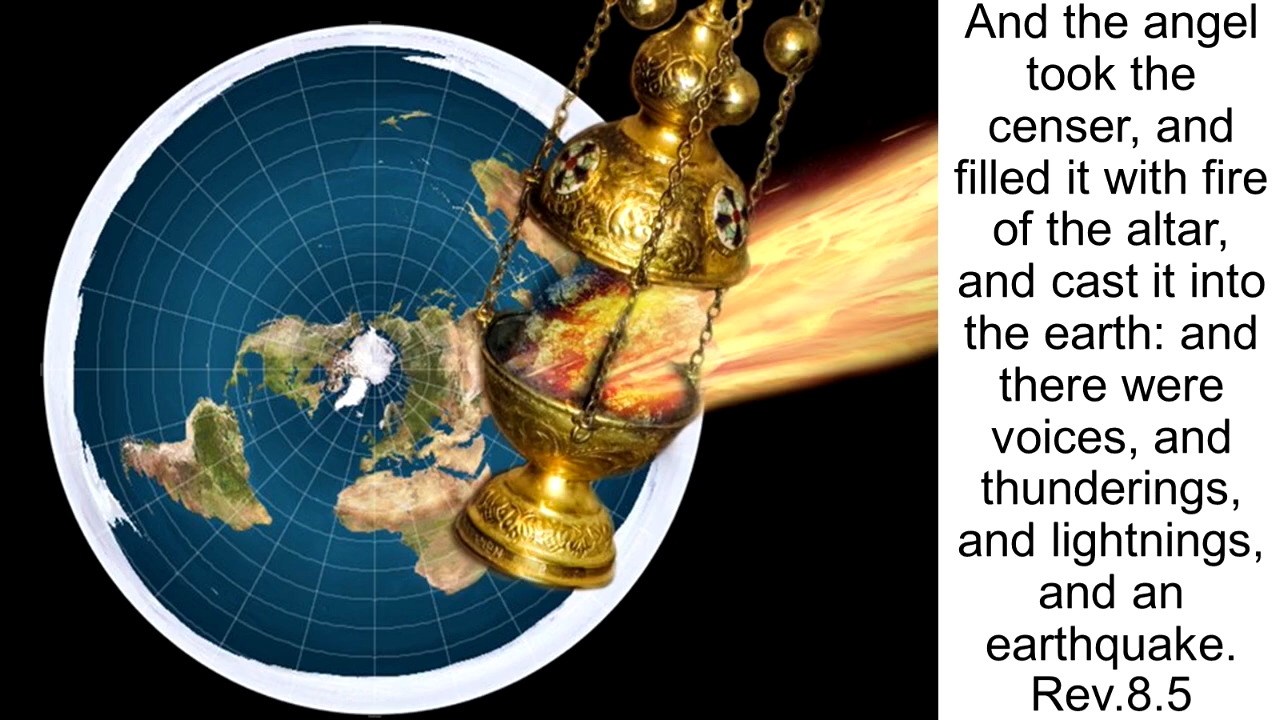 And the angel
took the
censer, and
filled it with fire
of the altar,
and cast it into
the earth: and
there were
voices, and
thunderings,
and lightnings,
and an
earthquake.
Rev.8.5